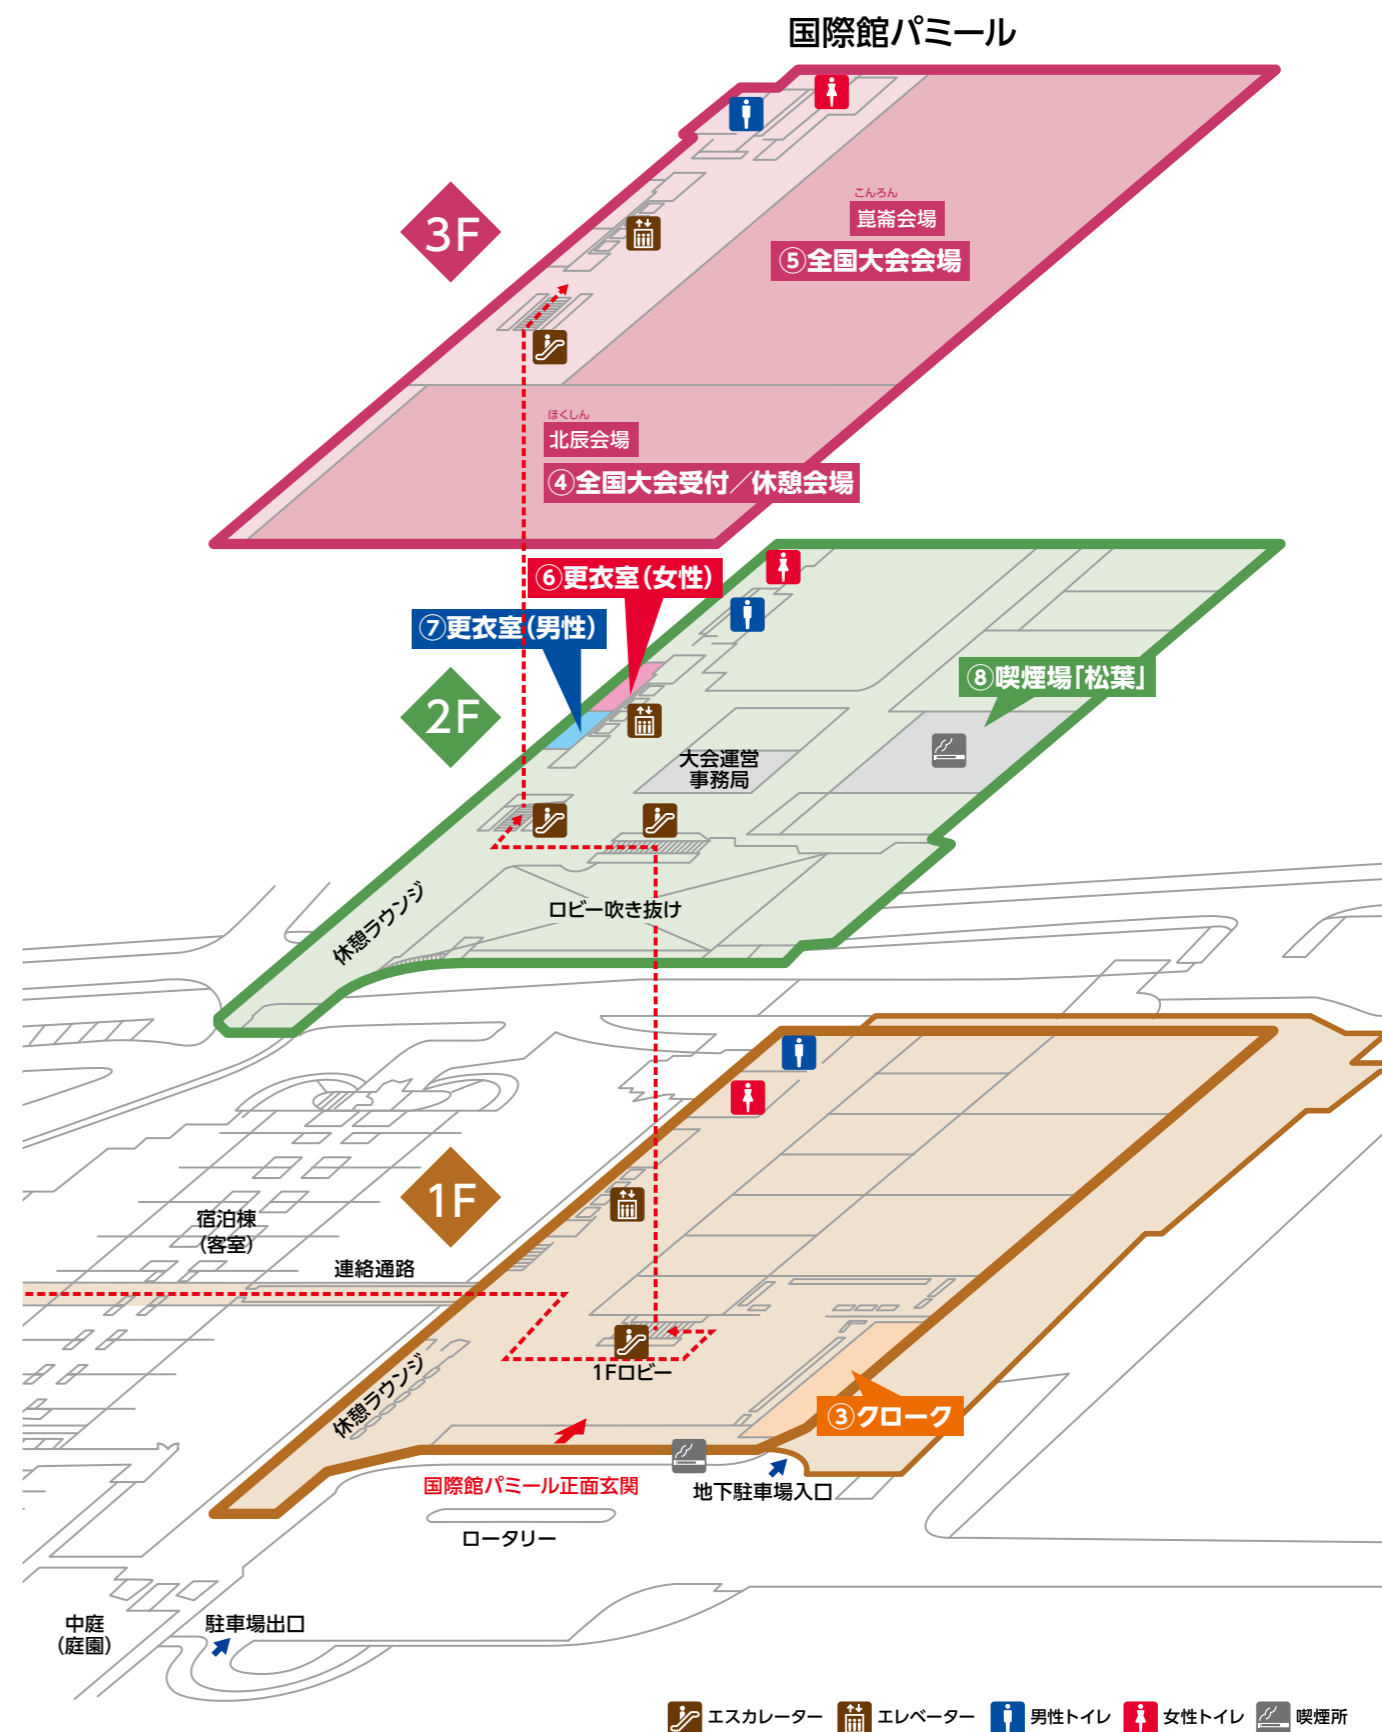 国際館パミール
3F
こんろん
崑崙会場
⑤全国大会会場
ほくしん
北辰会場
④全国大会受付／休憩会場
⑥更衣室(女性)
⑦更衣室(男性)
2F
⑧喫煙場「松葉」
大会運営
事務局
ロビー吹き抜け
休憩ラウンジ
1F
宿泊棟
(客室)
連絡通路
1Fロビー
休憩ラウンジ
③クローク
国際館パミール正面玄関
地下駐車場入口
ロータリー
中庭
(庭園)
駐車場出口
エスカレーター エレベーター 男性トイレ 女性トイレ 喫煙所